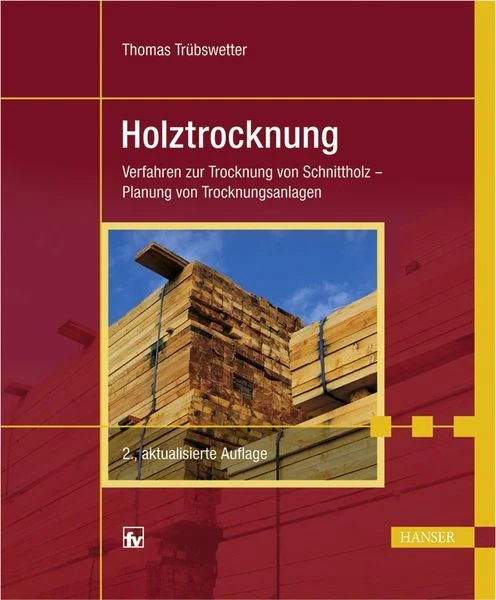 Thomas Trübswetter
Holztrocknung
Verfahren zur Trocknung von Schnittholz –
Planung von Trocknungsanlagen
2., aktualisierte Auflage
fv
HANSER